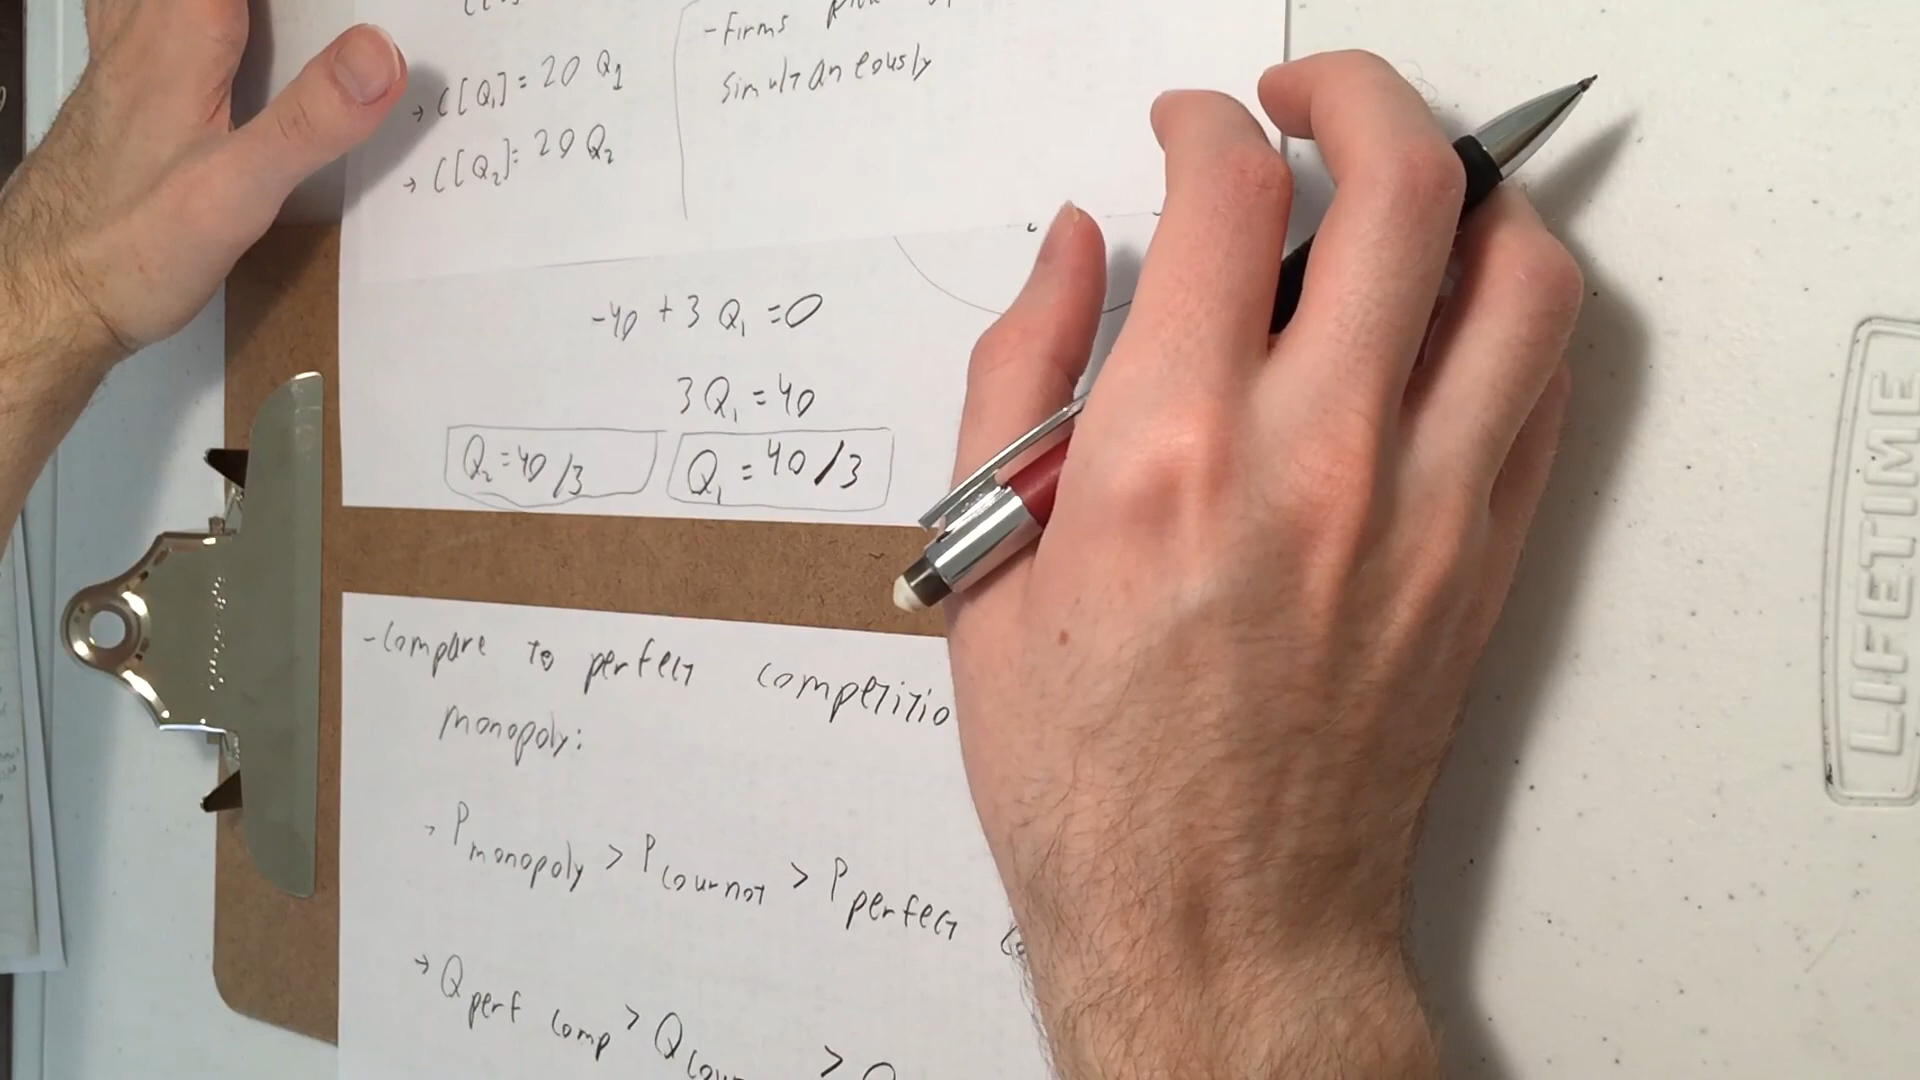 C[Q₁] = 20 Q₁
→ C[Q₂] = 20 Q₂
- Firms
simultaneously
-40 + 3 Q₁ = 0
3 Q₁ = 40
Q₂ = 40/3
Q₁ = 40/3
- Compare to perfect competitio
monopoly:
→ P monopoly > P cournot > P perfect
→ Q perf comp > Q cour >
LIFETIME